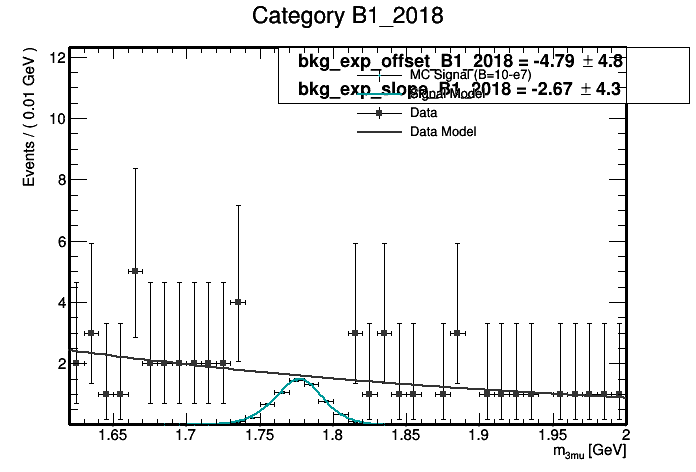 Category B1_2018
bkg_exp_offset_B1_2018 = -4.79 ± 4.8
MC Signal (B=10-e7)
bkg_exp_slope_B1_2018 = -2.67 ± 4.3
Signal Model
Data
Data Model
Events / ( 0.01 GeV )
12
10
8
6
4
2
1.65 1.7 1.75 1.8 1.85 1.9 1.95 2
m3mu [GeV]